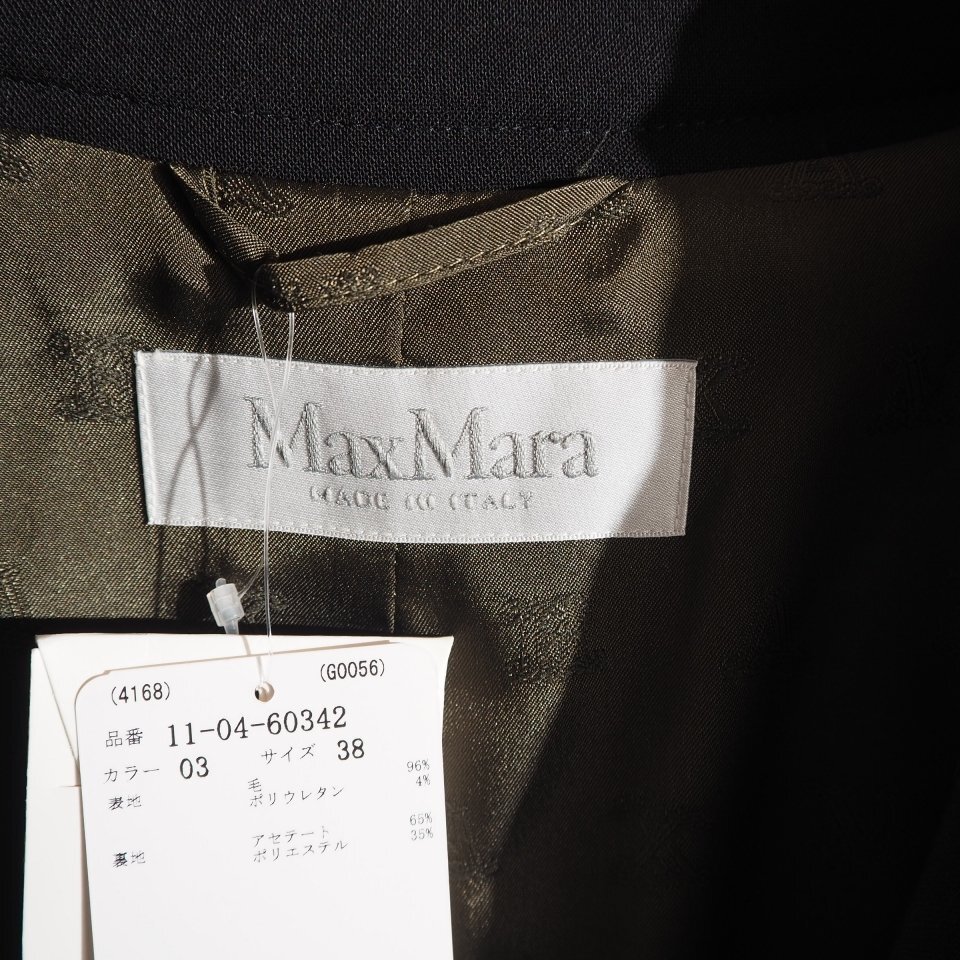 MaxMara
MADE IN ITALY
(4168) (G0056)
品番 11-04-60342
カラー 03 サイズ 38
表地 毛 96%
ポリウレタン 4%
アセテート 65%
裏地 ポリエステル 35%